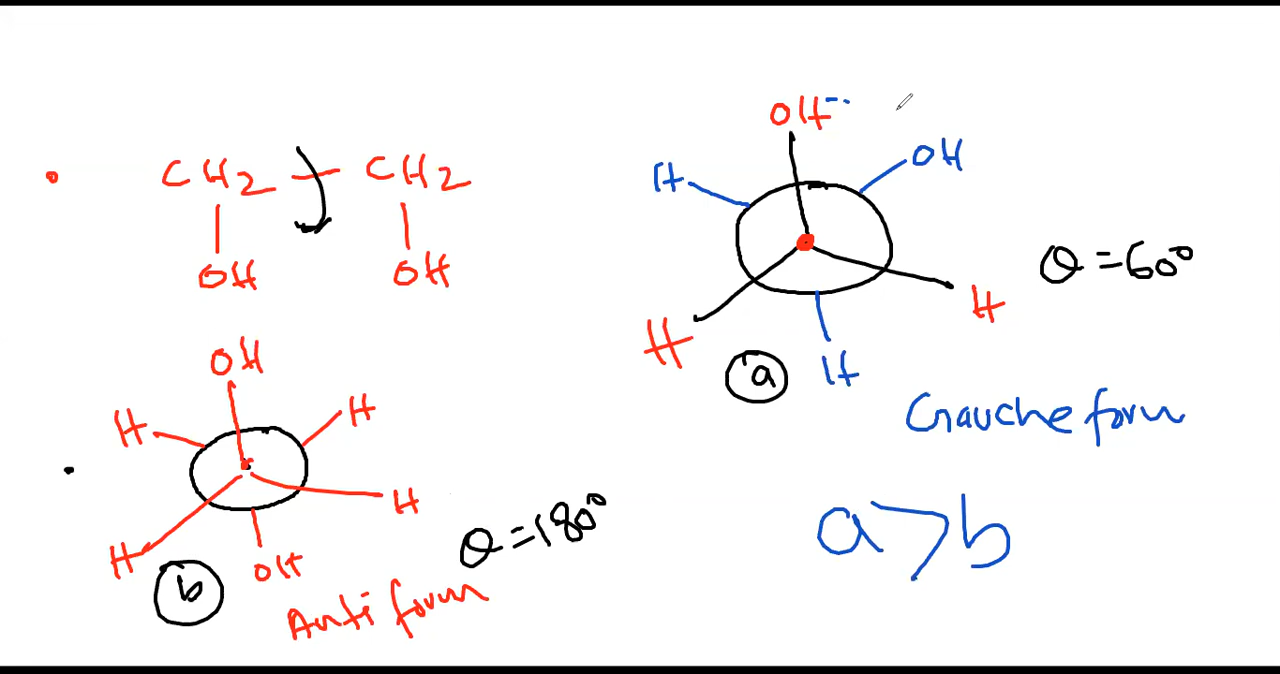 CH2 – CH2
OH OH
OH
H OH
H H
H
a
θ = 60°
Gauche form
a > b
OH
H H
H H
OH
b
θ = 180°
Anti form